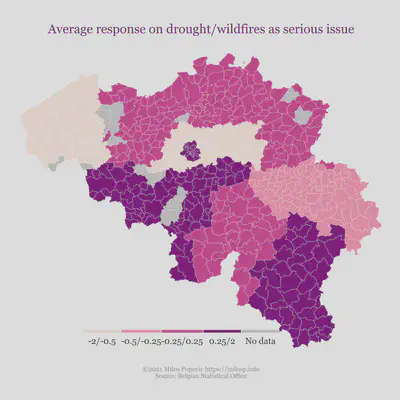 Average response on drought/wildfires as serious issue
-2/-0.5 -0.5/-0.25 -0.25/0.25 0.25/2 No data
©2021 Milos Popovic https://milosp.info
Source: Belgian Statistical Office